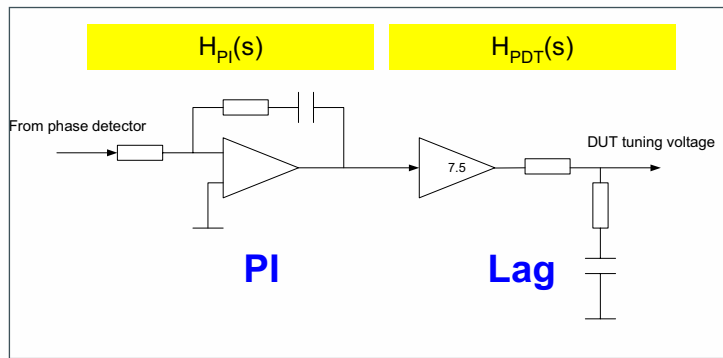 H_PI(s)
H_PDT(s)
From phase detector
DUT tuning voltage
7.5
PI
Lag